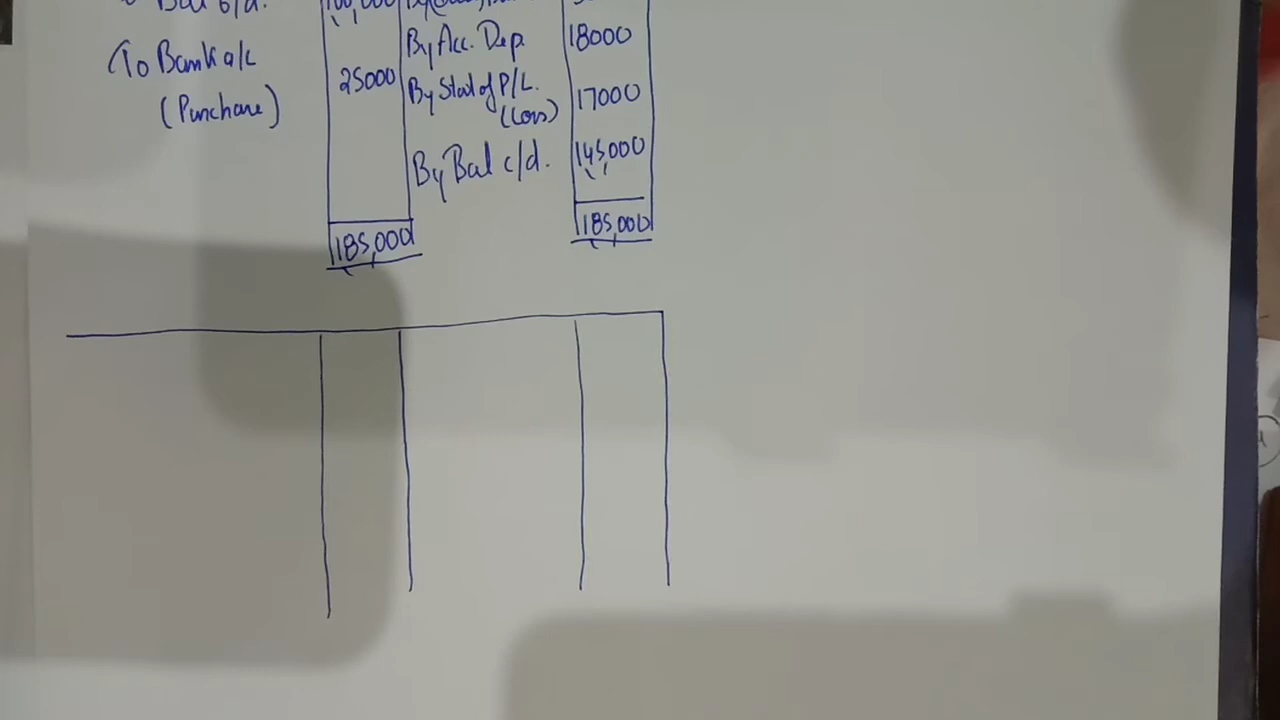 Bal b/d.
To Bank a/c 25000
(Purchase)
By Acc. Dep. 18000
By Stat of P/L. 17000
(Loss)
By Bal c/d. 145,000
185,000
185,000